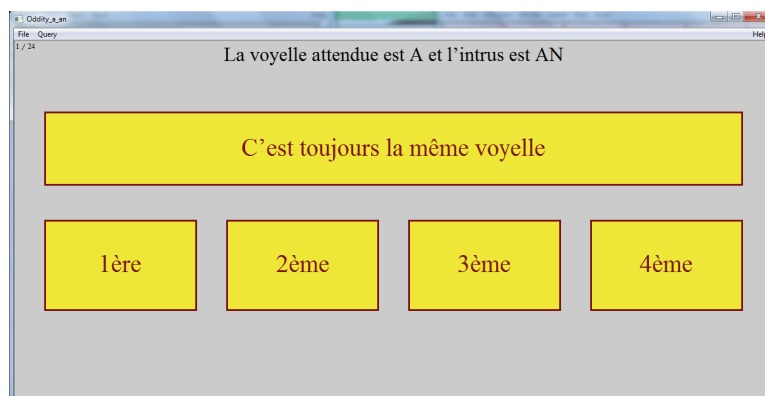 Oddity_a_an
File Query Help
1 / 24
La voyelle attendue est A et l’intrus est AN
C’est toujours la même voyelle
1ère 2ème 3ème 4ème